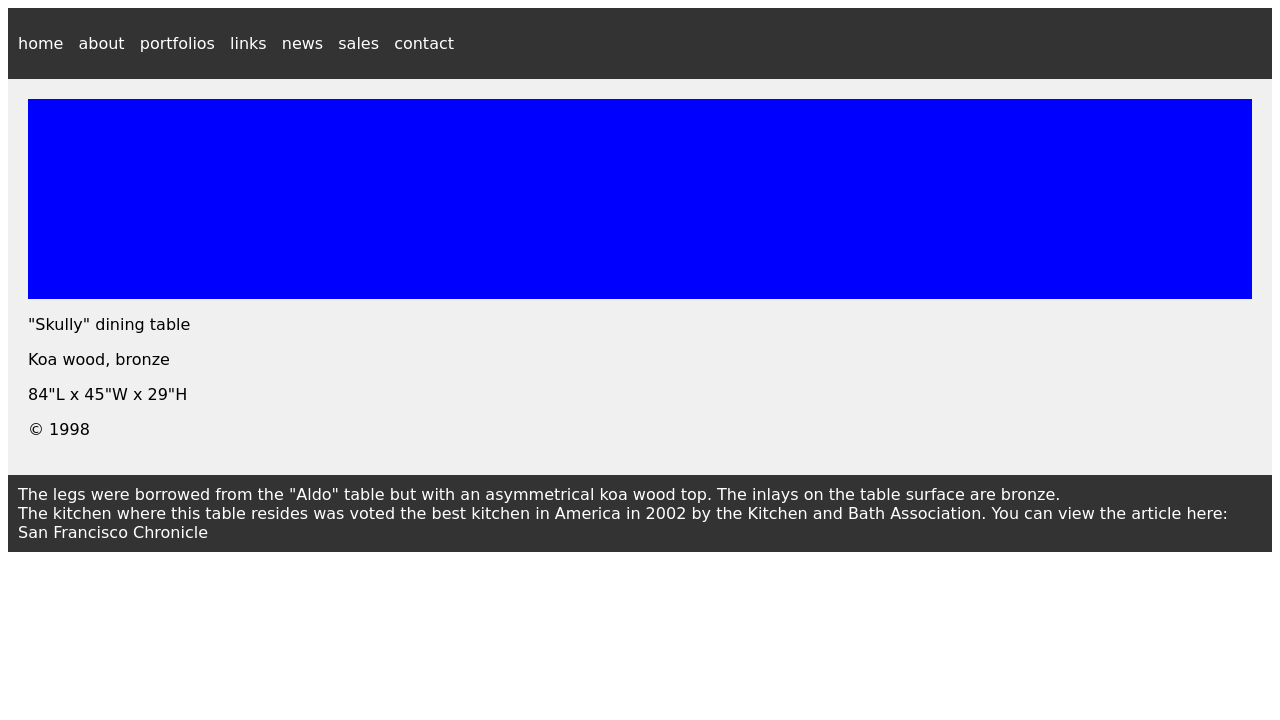 home about portfolios links news sales contact
"Skully" dining table
Koa wood, bronze
84"L x 45"W x 29"H
© 1998
The legs were borrowed from the "Aldo" table but with an asymmetrical koa wood top. The inlays on the table surface are bronze.
The kitchen where this table resides was voted the best kitchen in America in 2002 by the Kitchen and Bath Association. You can view the article here:
San Francisco Chronicle